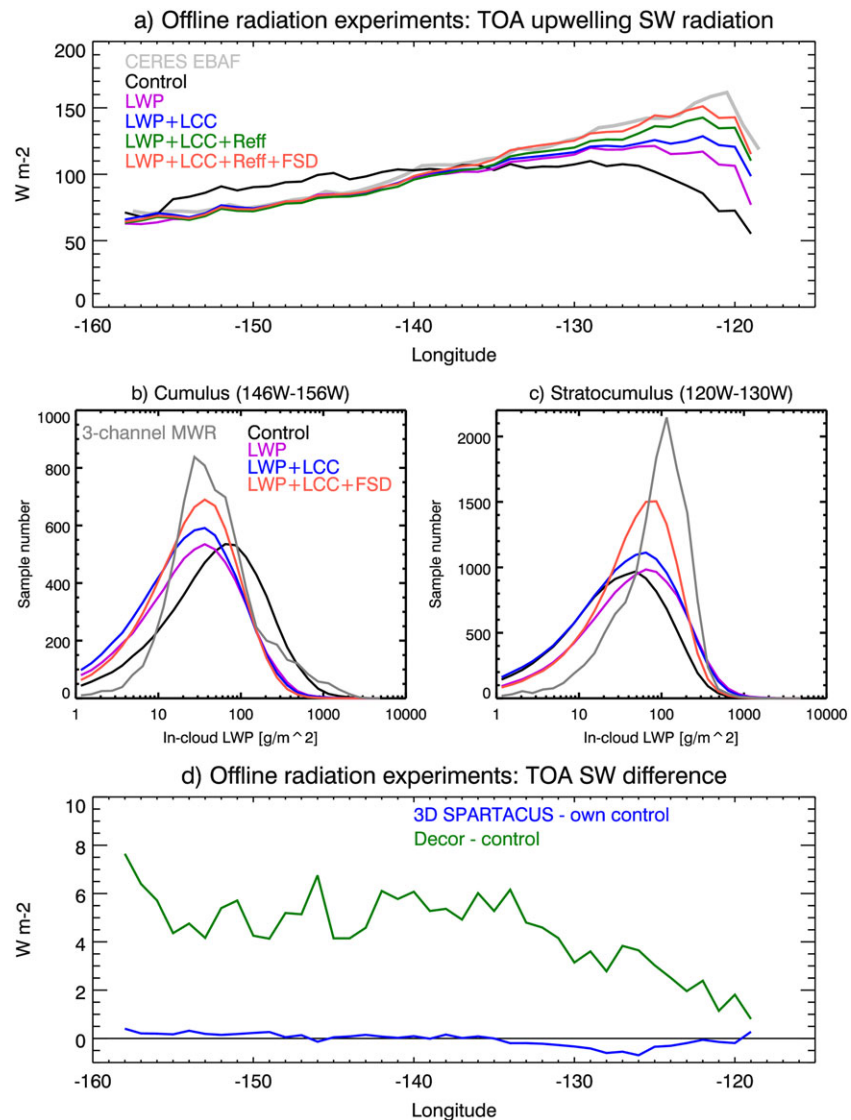 a) Offline radiation experiments: TOA upwelling SW radiation
200
150
100
50
0
W m-2
CERES EBAF
Control
LWP
LWP+LCC
LWP+LCC+Reff
LWP+LCC+Reff+FSD
-160 -150 -140 -130 -120
Longitude
b) Cumulus (146W-156W)
1000
800
600
400
200
0
Sample number
3-channel MWR
Control
LWP
LWP+LCC
LWP+LCC+FSD
1 10 100 1000 10000
In-cloud LWP [g/m^2]
c) Stratocumulus (120W-130W)
2000
1500
1000
500
0
Sample number
1 10 100 1000 10000
In-cloud LWP [g/m^2]
d) Offline radiation experiments: TOA SW difference
10
8
6
4
2
0
W m-2
3D SPARTACUS - own control
Decor - control
-160 -150 -140 -130 -120
Longitude